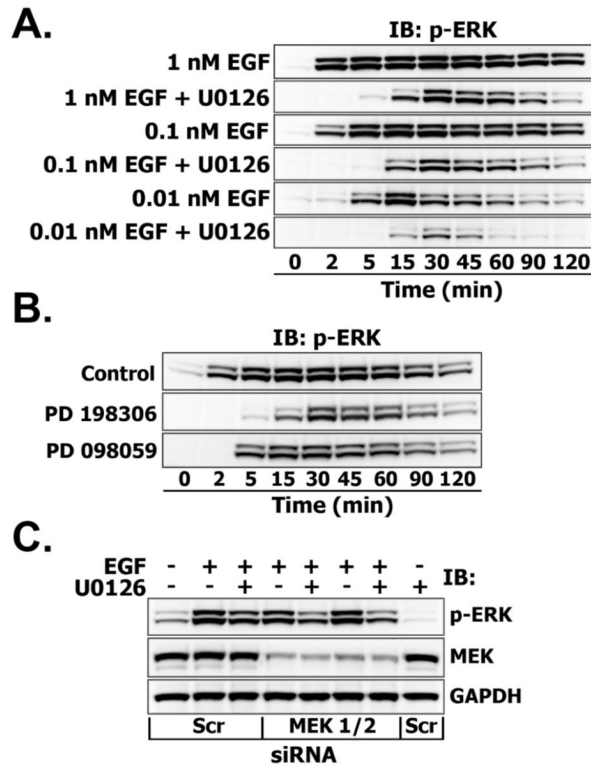 A.
IB: p-ERK
1 nM EGF
1 nM EGF + U0126
0.1 nM EGF
0.1 nM EGF + U0126
0.01 nM EGF
0.01 nM EGF + U0126
0 2 5 15 30 45 60 90 120
Time (min)
B.
IB: p-ERK
Control
PD 198306
PD 098059
0 2 5 15 30 45 60 90 120
Time (min)
C.
EGF - + + + + + + -
U0126 - - + - + - + + IB:
p-ERK
MEK
GAPDH
Scr MEK 1/2 Scr
siRNA